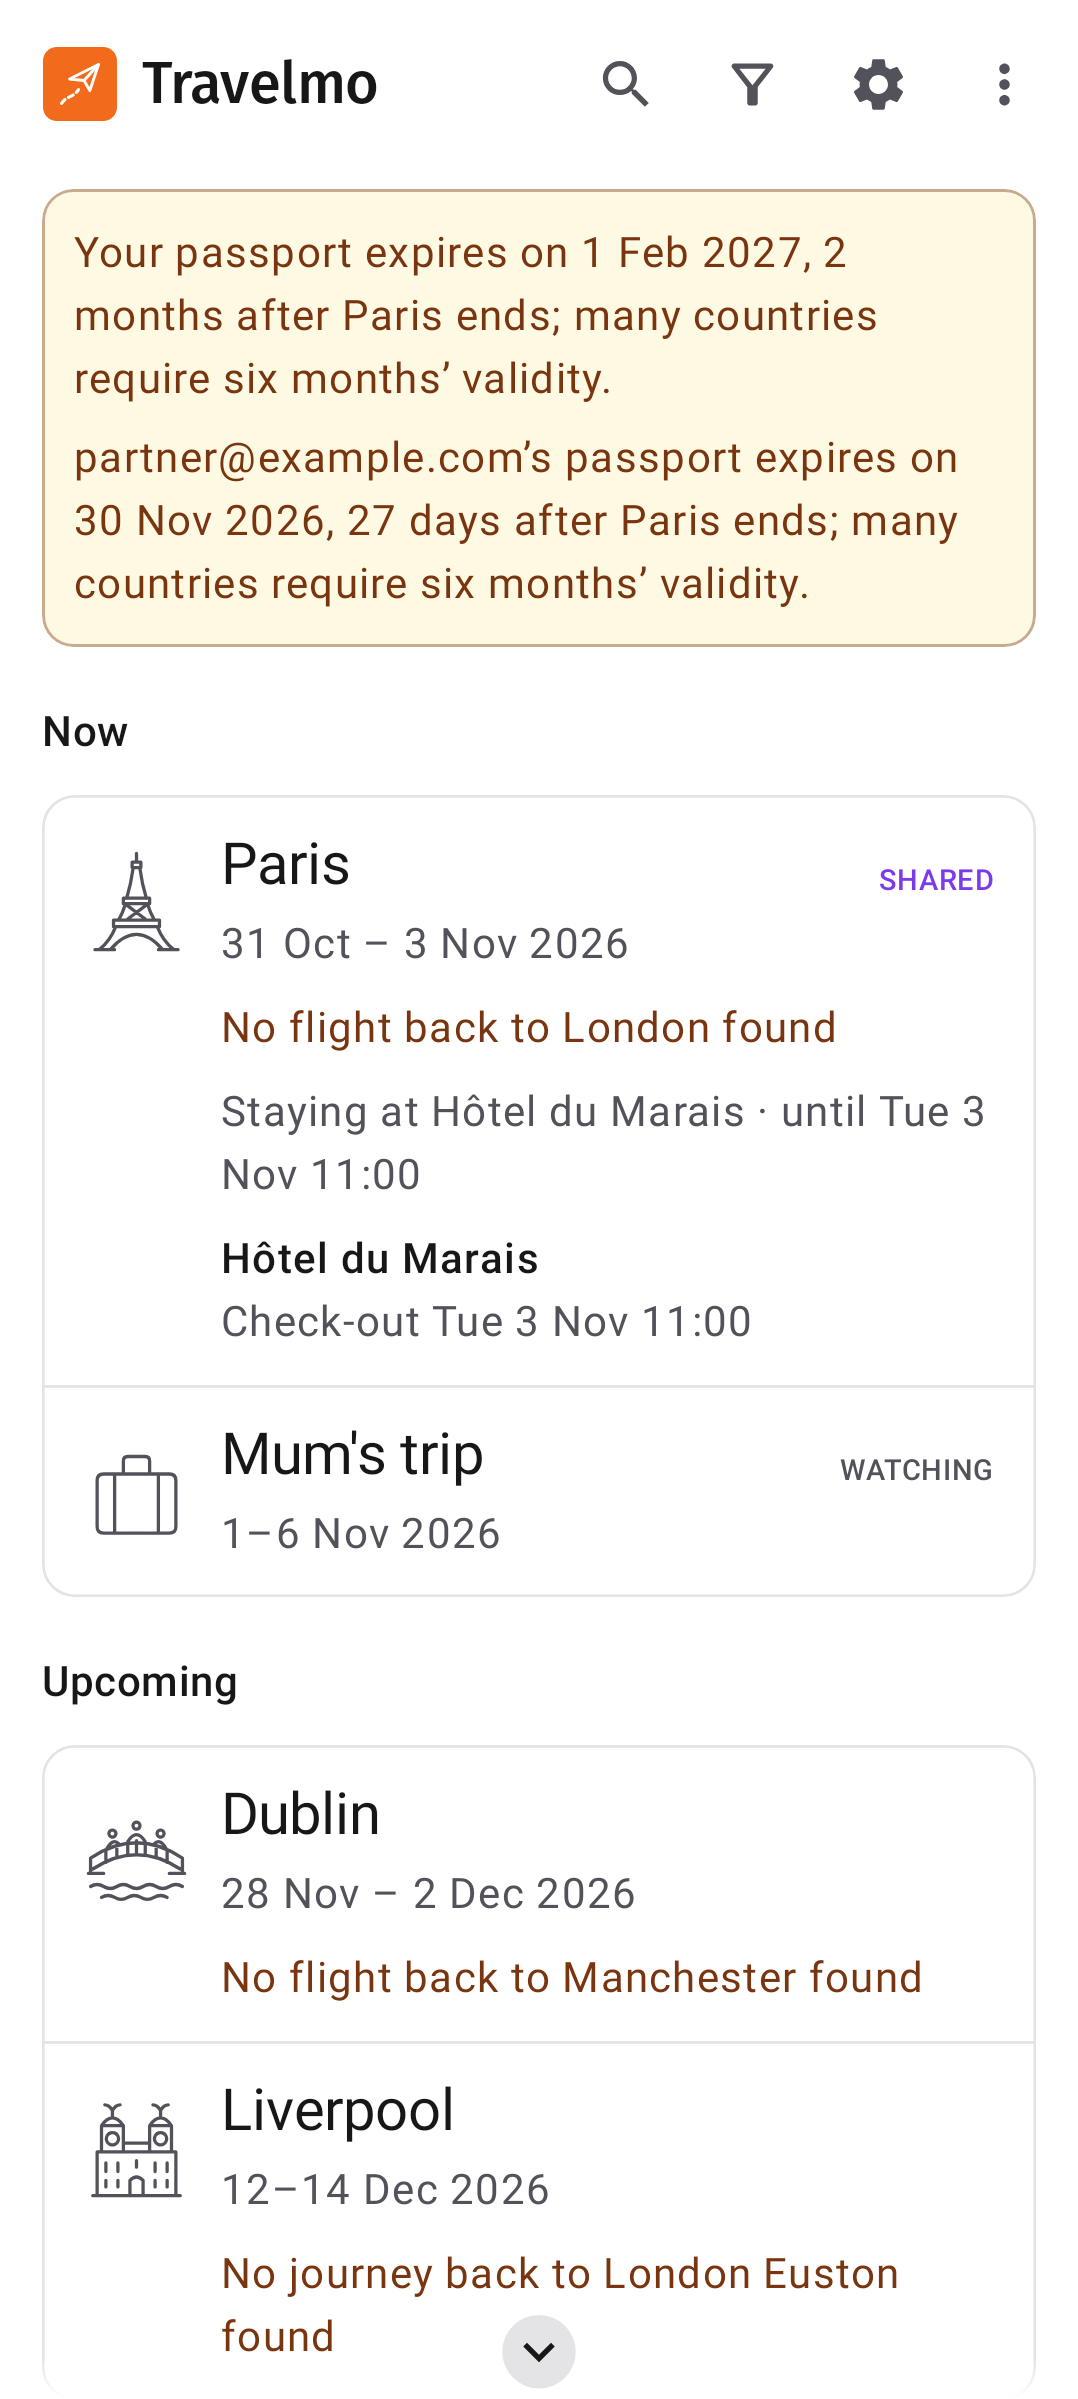 Travelmo
Your passport expires on 1 Feb 2027, 2
months after Paris ends; many countries
require six months’ validity.
partner@example.com’s passport expires on
30 Nov 2026, 27 days after Paris ends; many
countries require six months’ validity.
Now
Paris
SHARED
31 Oct – 3 Nov 2026
No flight back to London found
Staying at Hôtel du Marais · until Tue 3
Nov 11:00
Hôtel du Marais
Check-out Tue 3 Nov 11:00
Mum's trip
WATCHING
1–6 Nov 2026
Upcoming
Dublin
28 Nov – 2 Dec 2026
No flight back to Manchester found
Liverpool
12–14 Dec 2026
No journey back to London Euston
found